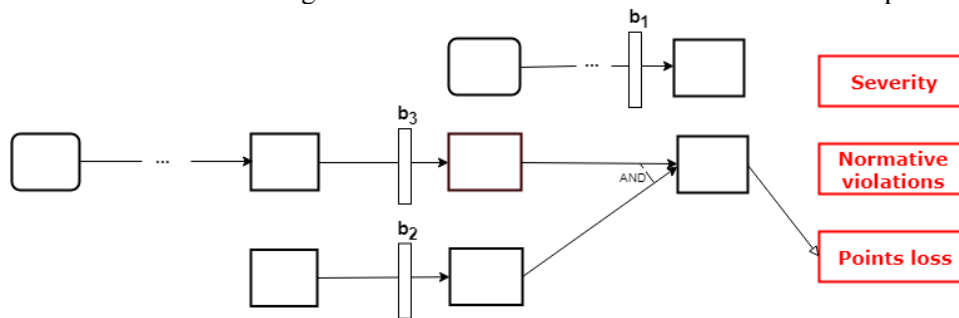 b1
...
Severity
b3
...
AND
Normative
violations
b2
Points loss